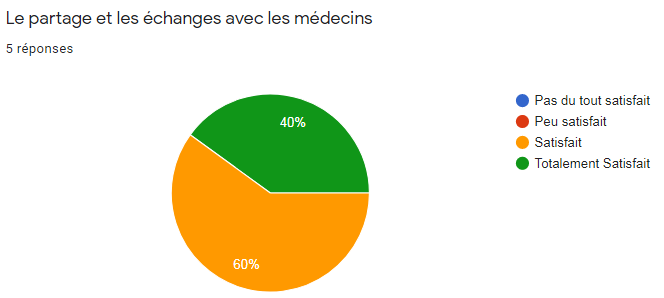 Le partage et les échanges avec les médecins
5 réponses
40%
60%
Pas du tout satisfait
Peu satisfait
Satisfait
Totalement Satisfait